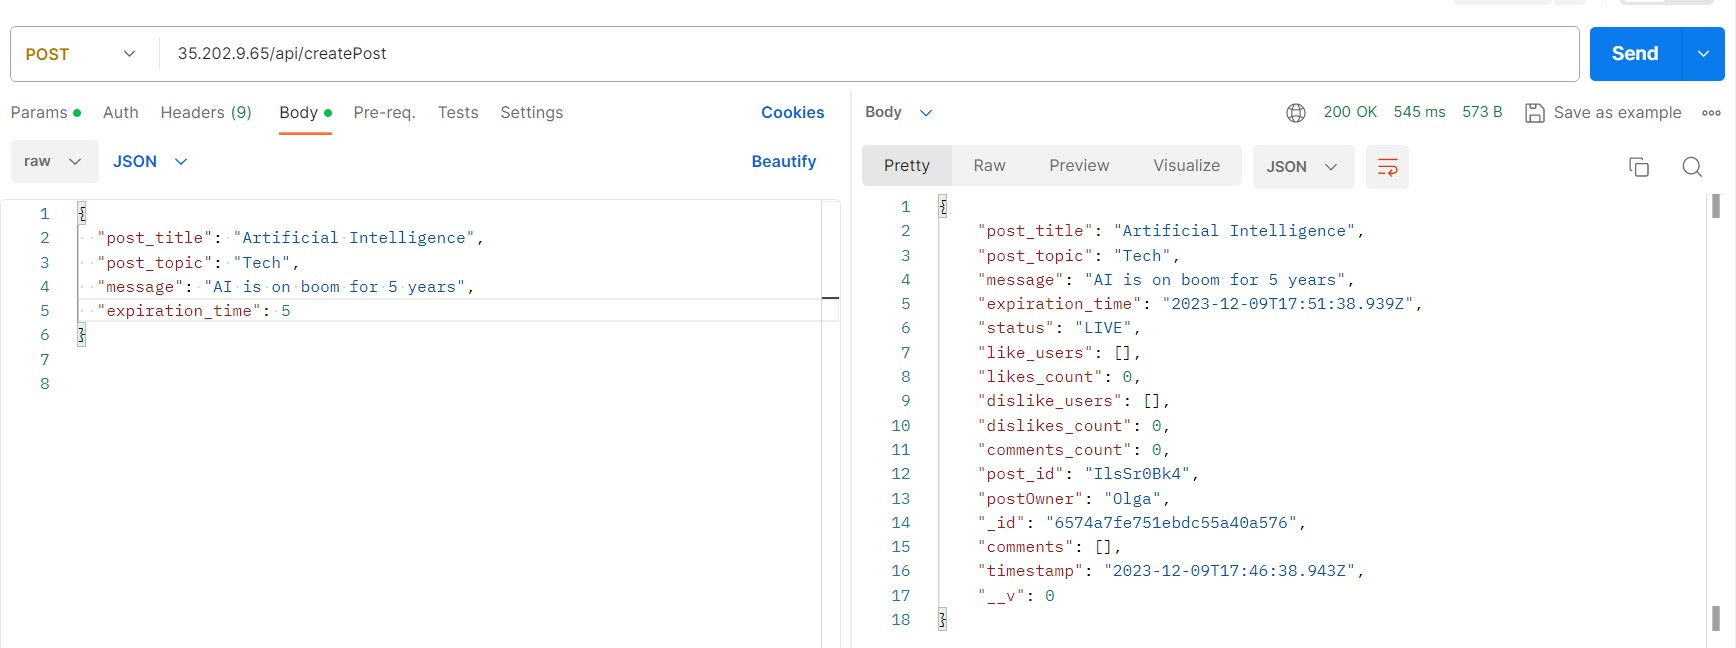 POST 35.202.9.65/api/createPost Send
Params Auth Headers (9) Body Pre-req. Tests Settings Cookies
raw JSON Beautify
1 {
2 "post_title": "Artificial Intelligence",
3 "post_topic": "Tech",
4 "message": "AI is on boom for 5 years",
5 "expiration_time": 5
6 }
7
8
Body 200 OK 545 ms 573 B Save as example
Pretty Raw Preview Visualize JSON
1 {
2 "post_title": "Artificial Intelligence",
3 "post_topic": "Tech",
4 "message": "AI is on boom for 5 years",
5 "expiration_time": "2023-12-09T17:51:38.939Z",
6 "status": "LIVE",
7 "like_users": [],
8 "likes_count": 0,
9 "dislike_users": [],
10 "dislikes_count": 0,
11 "comments_count": 0,
12 "post_id": "IlsSr0Bk4",
13 "postOwner": "Olga",
14 "_id": "6574a7fe751ebdc55a40a576",
15 "comments": [],
16 "timestamp": "2023-12-09T17:46:38.943Z",
17 "__v": 0
18 }